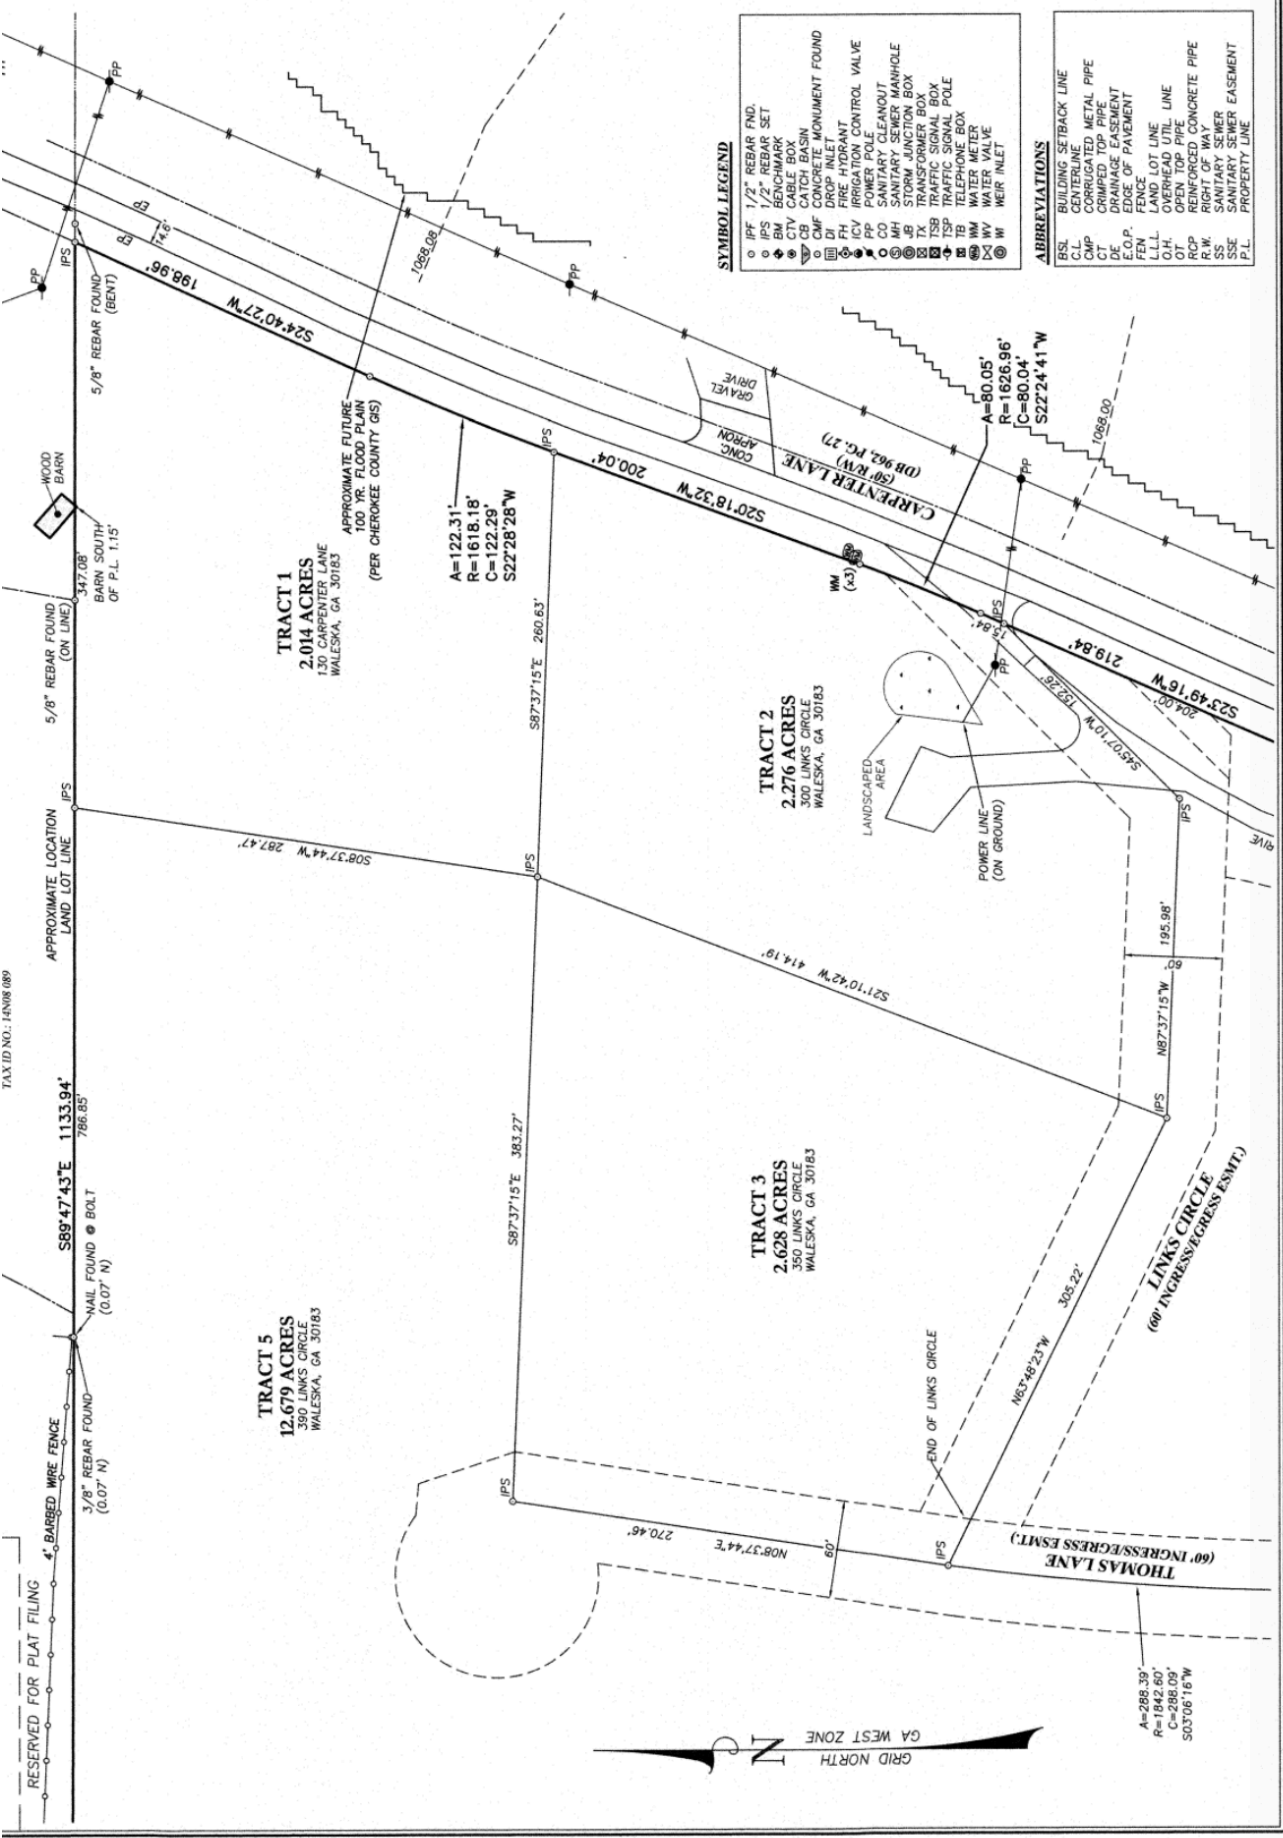 TAX ID NO.: 14N08 089
RESERVED FOR PLAT FILING
4' BARBED WIRE FENCE
3/8" REBAR FOUND
(0.07' N)
NAIL FOUND @ BOLT
(0.07' N)
S89°47'43"E 1133.94'
786.85'
APPROXIMATE LOCATION
LAND LOT LINE
IPS
5/8" REBAR FOUND
(ON LINE)
347.08'
BARN SOUTH
OF P.L. 1.15'
WOOD
BARN
5/8" REBAR FOUND
(BENT)
IPS
PP
PP
EP
EP
14.6'
198.96'
S24°40'27"W
TRACT 1
2.014 ACRES
130 CARPENTER LANE
WALESKA, GA 30183
APPROXIMATE FUTURE
100 YR. FLOOD PLAIN
(PER CHEROKEE COUNTY GIS)
1068.08
A=122.31'
R=1618.18'
C=122.29'
S22°28'28"W
IPS
PP
S08°37'44"W 287.47'
S87°37'15"E 260.63'
IPS
200.04'
S20°18'32"W
GRAVEL
DRIVE
CONC.
APRON
CARPENTER LANE
(50' R/W)
(DB 962, PG. 27)
TRACT 5
12.679 ACRES
390 LINKS CIRCLE
WALESKA, GA 30183
S87°37'15"E 383.27'
IPS
TRACT 2
2.276 ACRES
300 LINKS CIRCLE
WALESKA, GA 30183
WM
(x3)
A=80.05'
R=1626.96'
C=80.04'
S22°24'41"W
PP
1068.00
LANDSCAPED
AREA
POWER LINE
(ON GROUND)
PP
15.84'
IPS
219.84'
S23°49'16"W
204.00'
152.26'
S45°07'10"W
IPS
RIVE
S21°10'42"W 414.19'
TRACT 3
2.628 ACRES
350 LINKS CIRCLE
WALESKA, GA 30183
N87°37'15"W 195.98'
60'
IPS
N63°48'23"W 305.22'
LINKS CIRCLE
(60' INGRESS/EGRESS ESMT.)
END OF LINKS CIRCLE
N08°37'44"E 270.46'
60'
IPS
THOMAS LANE
(60' INGRESS/EGRESS ESMT.)
A=288.39'
R=1842.60'
C=288.09'
S03°06'16"W
GRID NORTH
N
GA WEST ZONE
SYMBOL LEGEND
IPF 1/2" REBAR FND.
IPS 1/2" REBAR SET
BM BENCHMARK
CTV CABLE BOX
CB CATCH BASIN
CMF CONCRETE MONUMENT FOUND
DI DROP INLET
FH FIRE HYDRANT
ICV IRRIGATION CONTROL VALVE
PP POWER POLE
CO SANITARY CLEANOUT
MH SANITARY SEWER MANHOLE
JB STORM JUNCTION BOX
TX TRANSFORMER BOX
TSB TRAFFIC SIGNAL BOX
TSP TRAFFIC SIGNAL POLE
TB TELEPHONE BOX
WM WATER METER
WV WATER VALVE
WI WEIR INLET
ABBREVIATIONS
BSL BUILDING SETBACK LINE
C.L. CENTERLINE
CMP CORRUGATED METAL PIPE
CT CRIMPED TOP PIPE
DE DRAINAGE EASEMENT
E.O.P. EDGE OF PAVEMENT
FEN FENCE
L.L.L. LAND LOT LINE
O.H. OVERHEAD UTIL. LINE
OT OPEN TOP PIPE
RCP REINFORCED CONCRETE PIPE
R.W. RIGHT OF WAY
SS SANITARY SEWER
SSE SANITARY SEWER EASEMENT
P.L. PROPERTY LINE